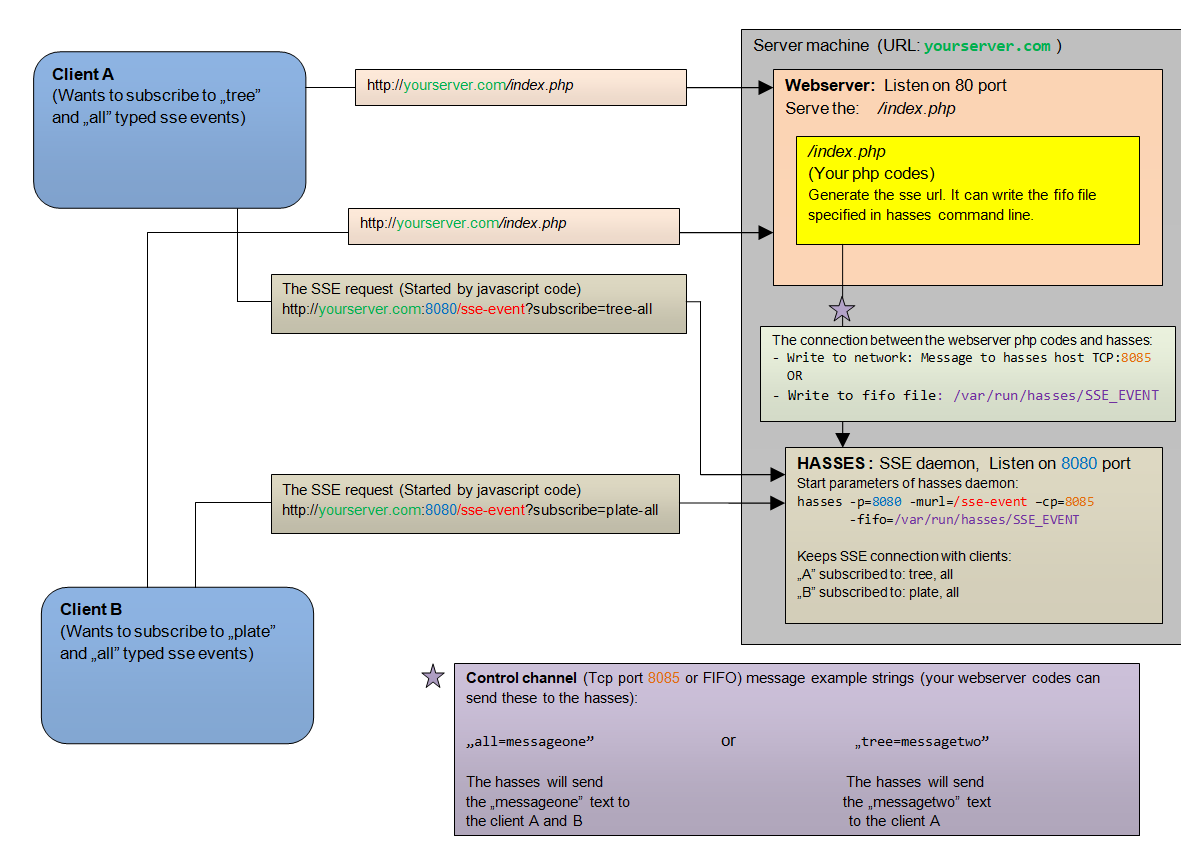 Server machine (URL: yourserver.com )
Client A
(Wants to subscribe to „tree”
and „all” typed sse events)
http://yourserver.com/index.php
Webserver: Listen on 80 port
Serve the: /index.php
/index.php
(Your php codes)
Generate the sse url. It can write the fifo file
specified in hasses command line.
http://yourserver.com/index.php
The SSE request (Started by javascript code)
http://yourserver.com:8080/sse-event?subscribe=tree-all
The connection between the webserver php codes and hasses:
- Write to network: Message to hasses host TCP:8085
OR
- Write to fifo file: /var/run/hasses/SSE_EVENT
HASSES : SSE daemon, Listen on 8080 port
Start parameters of hasses daemon:
hasses -p=8080 -murl=/sse-event –cp=8085
-fifo=/var/run/hasses/SSE_EVENT
Keeps SSE connection with clients:
„A” subscribed to: tree, all
„B” subscribed to: plate, all
The SSE request (Started by javascript code)
http://yourserver.com:8080/sse-event?subscribe=plate-all
Client B
(Wants to subscribe to „plate”
and „all” typed sse events)
Control channel (Tcp port 8085 or FIFO) message example strings (your webserver codes can
send these to the hasses):
„all=messageone” or „tree=messagetwo”
The hasses will send
the „messageone” text to
the client A and B
The hasses will send
the „messagetwo” text
to the client A